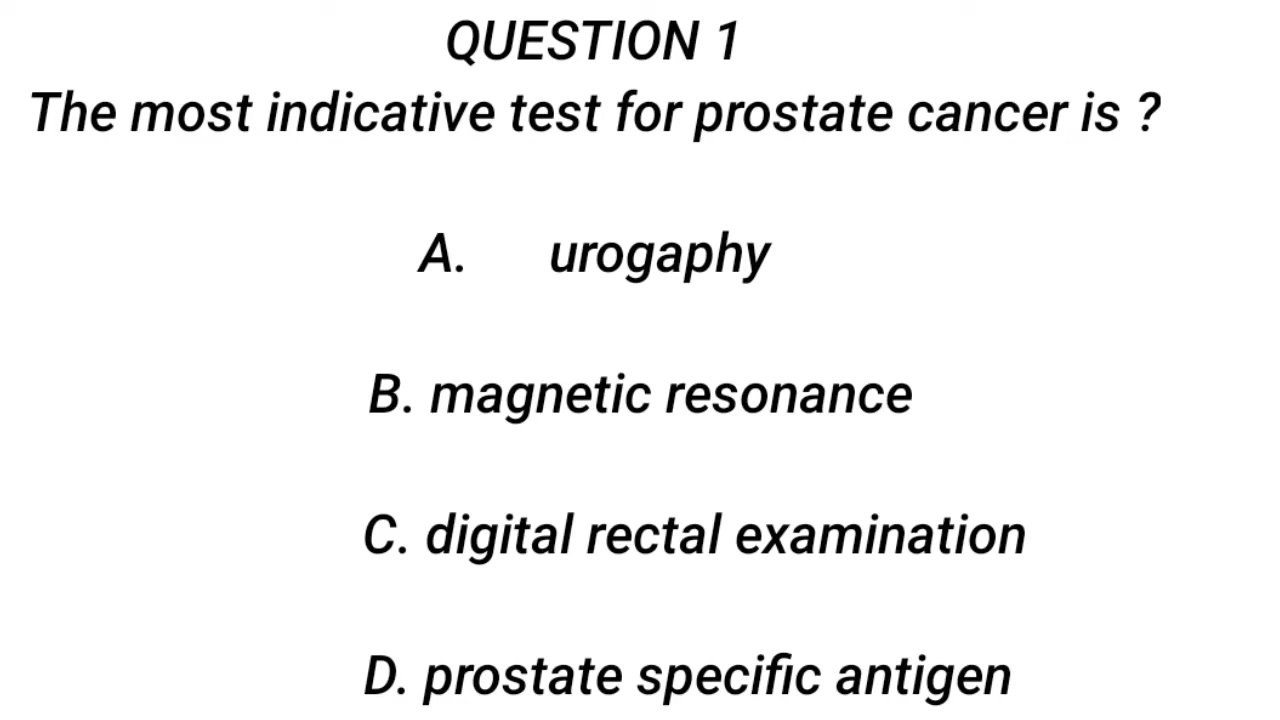 QUESTION 1
The most indicative test for prostate cancer is ?
A. urogaphy
B. magnetic resonance
C. digital rectal examination
D. prostate specific antigen